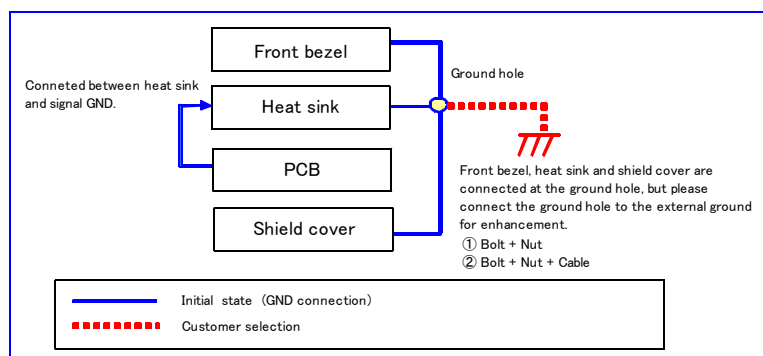 Front bezel
Ground hole
Conneted between heat sink
and signal GND.
Heat sink
PCB
Front bezel, heat sink and shield cover are
connected at the ground hole, but please
connect the ground hole to the external ground
for enhancement.
① Bolt + Nut
② Bolt + Nut + Cable
Shield cover
Initial state (GND connection)
Customer selection